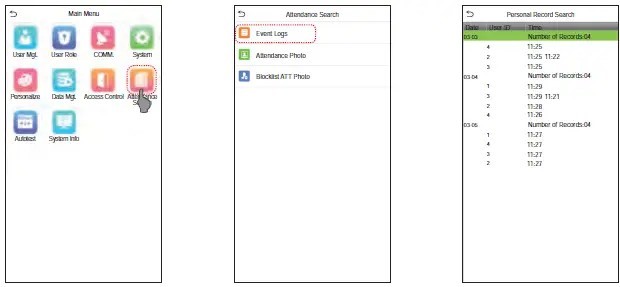 Main Menu
User Mgt. User Role COMM. System
Personalize Data Mgt. Access Control Attendance
Autotest System Info
Attendance Search
Event Logs
Attendance Photo
Blocklist ATT Photo
Personal Record Search
Date User ID Time
03-03 Number of Records:04
4 11:25
2 11:25 11:22
3 11:25
03-04 Number of Records:04
1 11:29
3 11:29 11:21
2 11:28
4 11:26
03-05 Number of Records:04
1 11:27
4 11:27
3 11:27
2 11:27